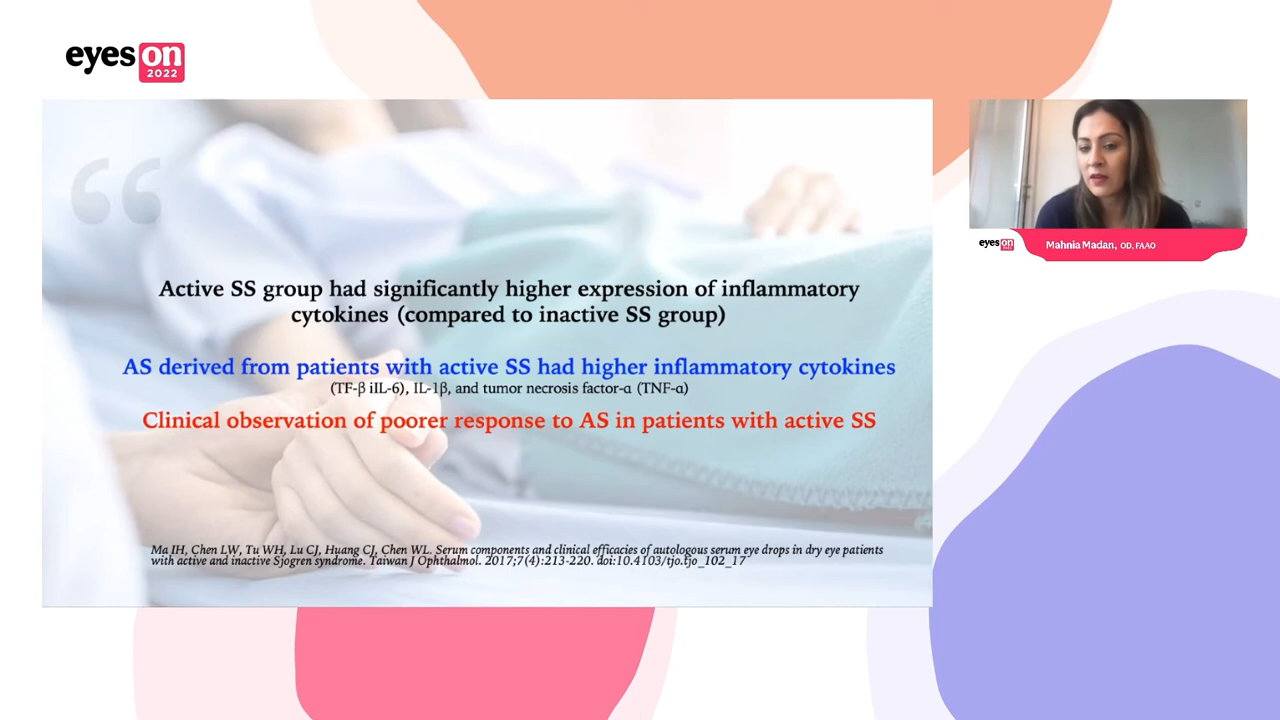 eyes on
2022
“
Active SS group had significantly higher expression of inflammatory
cytokines (compared to inactive SS group)
AS derived from patients with active SS had higher inflammatory cytokines
(TF-β iIL-6), IL-1β, and tumor necrosis factor-α (TNF-α)
Clinical observation of poorer response to AS in patients with active SS
Ma IH, Chen LW, Tu WH, Lu CJ, Huang CJ, Chen WL. Serum components and clinical efficacies of autologous serum eye drops in dry eye patients
with active and inactive Sjogren syndrome. Taiwan J Ophthalmol. 2017;7(4):213-220. doi:10.4103/tjo.tjo_102_17
eyes on
Mahnia Madan, OD, FAAO